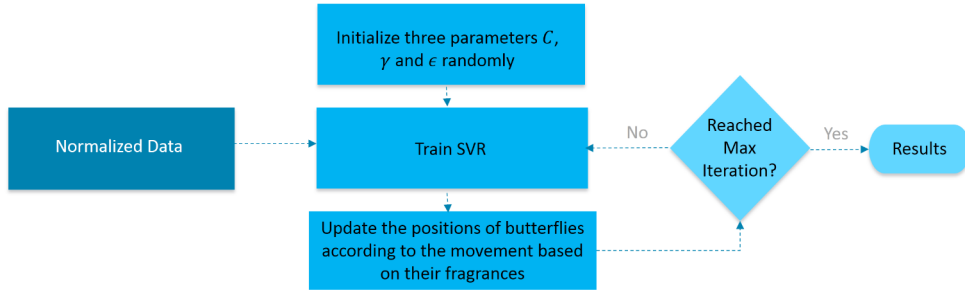 Initialize three parameters C,
γ and ϵ randomly
Normalized Data
Train SVR
No
Reached
Max
Iteration?
Yes
Results
Update the positions of butterflies
according to the movement based
on their fragrances